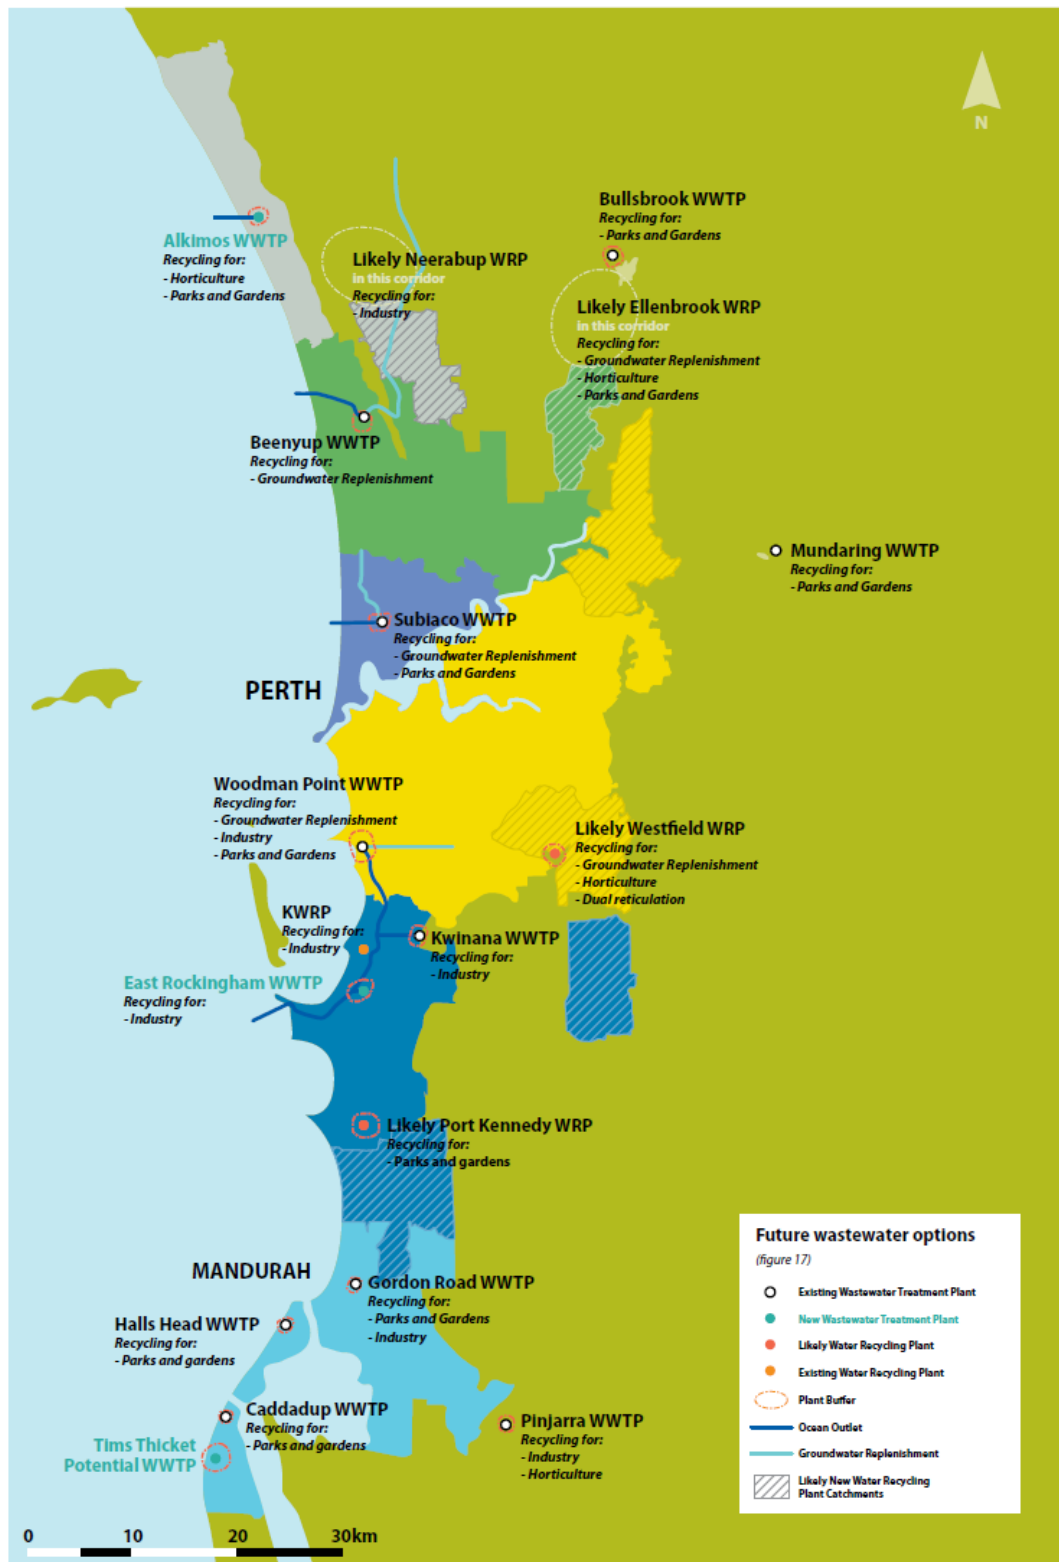 N
Bullsbrook WWTP
Recycling for:
- Parks and Gardens
Alkimos WWTP
Recycling for:
- Horticulture
- Parks and Gardens
Likely Neerabup WRP
in this corridor
Recycling for:
- Industry
Likely Ellenbrook WRP
in this corridor
Recycling for:
- Groundwater Replenishment
- Horticulture
- Parks and Gardens
Beenyup WWTP
Recycling for:
- Groundwater Replenishment
Mundaring WWTP
Recycling for:
- Parks and Gardens
Subiaco WWTP
Recycling for:
- Groundwater Replenishment
- Parks and Gardens
PERTH
Woodman Point WWTP
Recycling for:
- Groundwater Replenishment
- Industry
- Parks and Gardens
Likely Westfield WRP
Recycling for:
- Groundwater Replenishment
- Horticulture
- Dual reticulation
KWRP
Recycling for:
- Industry
Kwinana WWTP
Recycling for:
- Industry
East Rockingham WWTP
Recycling for:
- Industry
Likely Port Kennedy WRP
Recycling for:
- Parks and gardens
MANDURAH
Gordon Road WWTP
Recycling for:
- Parks and Gardens
- Industry
Halls Head WWTP
Recycling for:
- Parks and gardens
Caddadup WWTP
Recycling for:
- Parks and gardens
Tims Thicket
Potential WWTP
Pinjarra WWTP
Recycling for:
- Industry
- Horticulture
Future wastewater options
(figure 17)
Existing Wastewater Treatment Plant
New Wastewater Treatment Plant
Likely Water Recycling Plant
Existing Water Recycling Plant
Plant Buffer
Ocean Outlet
Groundwater Replenishment
Likely New Water Recycling
Plant Catchments
0 10 20 30km